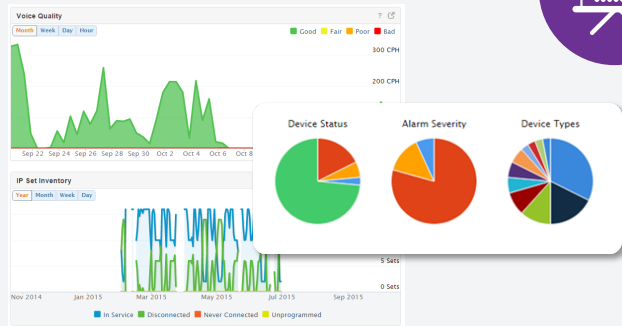 Voice Quality
?
Month Week Day Hour
Good Fair Poor Bad
300 CPH
200 CPH
Sep 22 Sep 24 Sep 26 Sep 28 Sep 30 Oct 2 Oct 4 Oct 6 Oct 8
Device Status Alarm Severity Device Types
IP Set Inventory
Year Month Week Day
5 Sets
0 Sets
Nov 2014 Jan 2015 Mar 2015 May 2015 Jul 2015 Sep 2015
In Service Disconnected Never Connected Unprogrammed